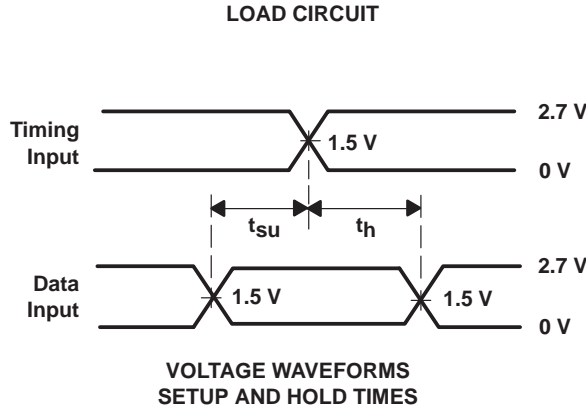 LOAD CIRCUIT
Timing
Input
1.5 V
2.7 V
0 V
tsu
th
Data
Input
1.5 V
1.5 V
2.7 V
0 V
VOLTAGE WAVEFORMS
SETUP AND HOLD TIMES